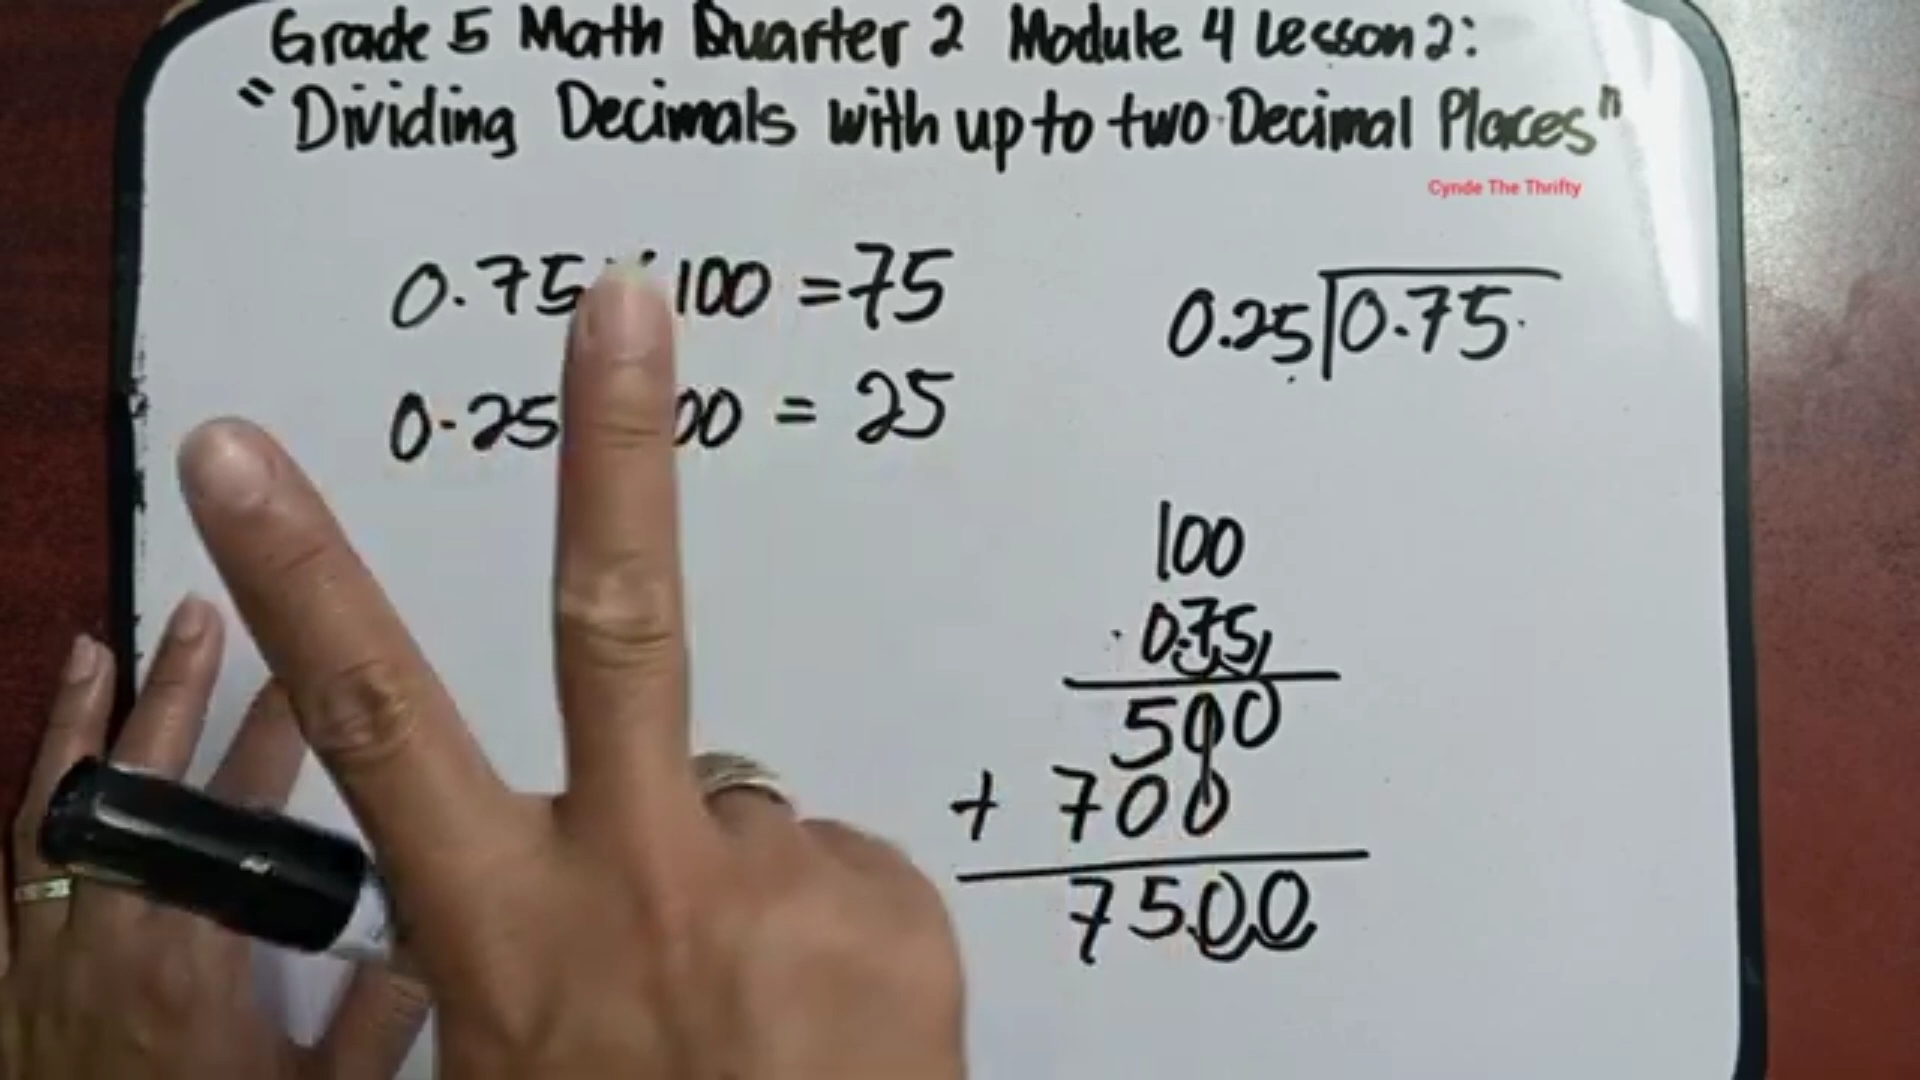 Grade 5 Math Quarter 2 Module 4 Lesson 2:
"Dividing Decimals with up to two Decimal Places"
Cynde The Thrifty
0.75 × 100 = 75
0.25 00 = 25
0.25 0.75
100
0.75
500
+ 700
7500